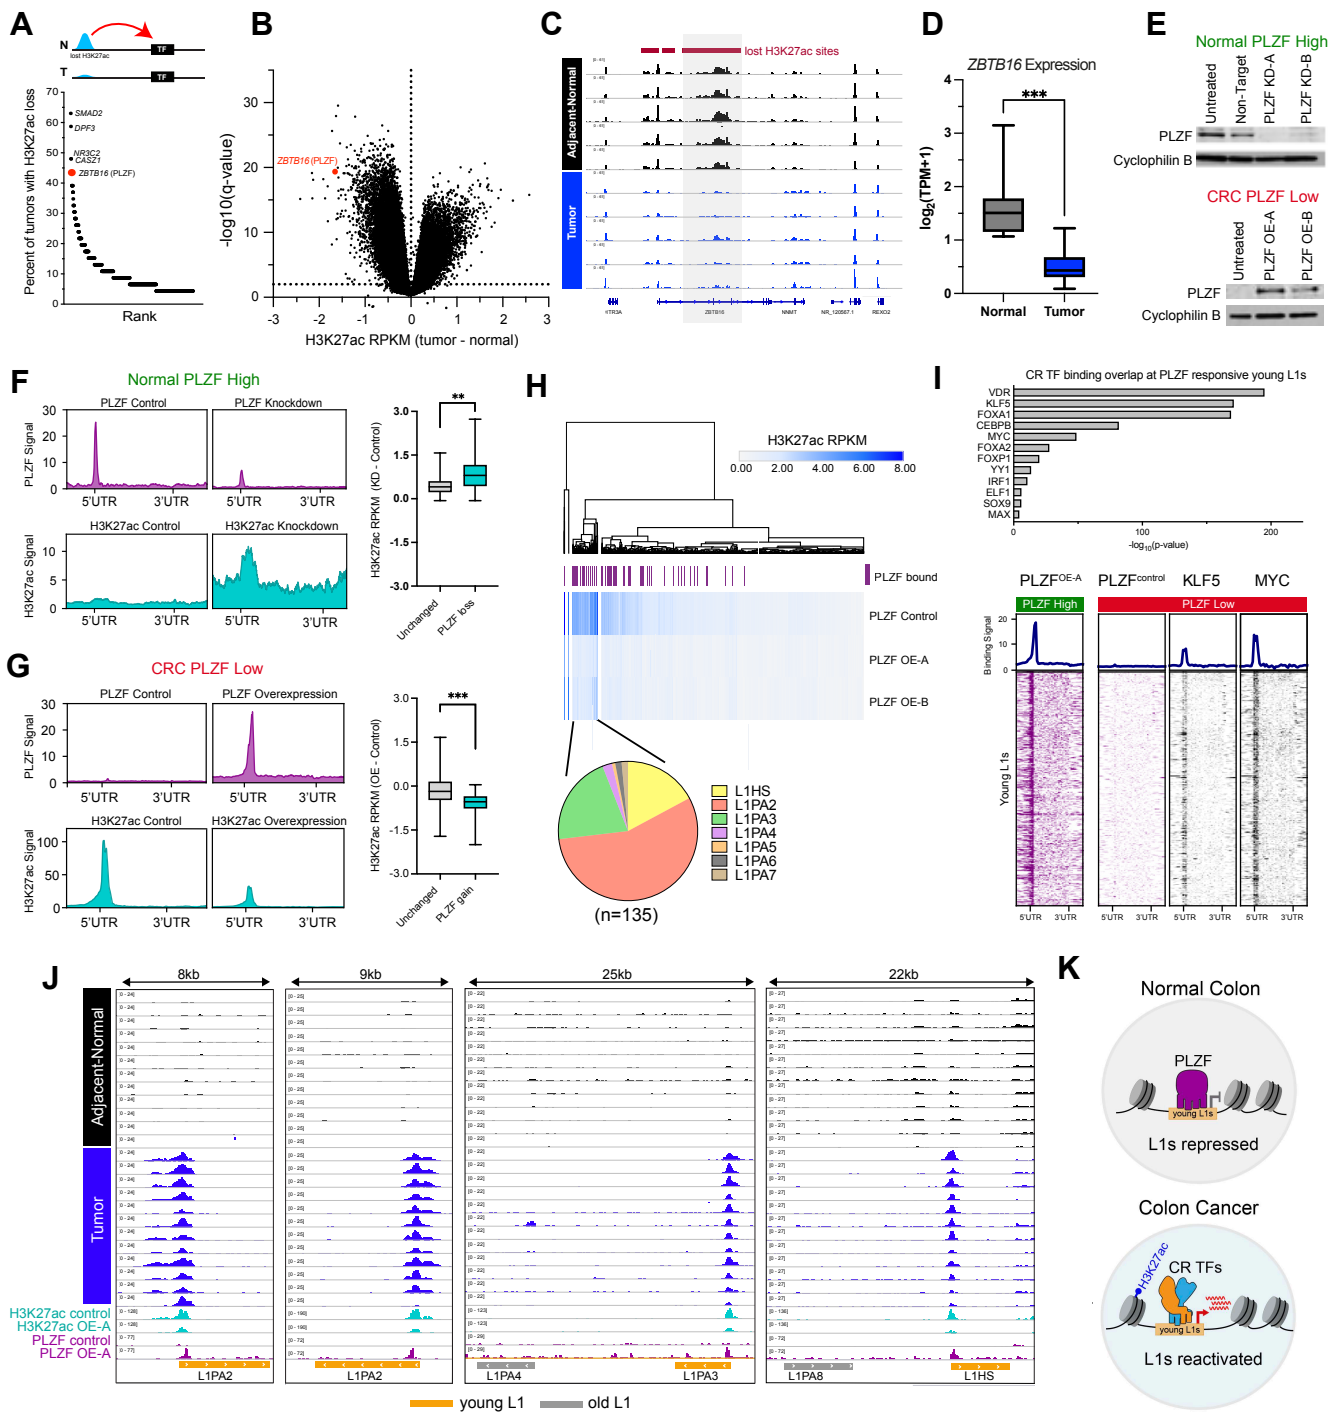 A
N
lost H3K27ac
TF
T
TF
Percent of tumors with H3K27ac loss
70
60
50
40
30
20
10
0
SMAD2
DPF3
NR3C2
CASZ1
ZBTB16 (PLZF)
Rank
B
-log10(q-value)
30
20
10
0
ZBTB16 (PLZF)
-3
-2
-1
0
1
2
3
H3K27ac RPKM (tumor - normal)
C
lost H3K27ac sites
Adjacent-Normal
Tumor
HTR3A
ZBTB16
NNMT
NR_120567.1
REXO2
D
ZBTB16 Expression
***
log2(TPM+1)
4
3
2
1
0
Normal
Tumor
E
Normal PLZF High
Untreated
Non-Target
PLZF KD-A
PLZF KD-B
PLZF
Cyclophilin B
CRC PLZF Low
Untreated
PLZF OE-A
PLZF OE-B
PLZF
Cyclophilin B
F
Normal PLZF High
PLZF Control
PLZF Knockdown
PLZF Signal
30
20
10
0
5'UTR
3'UTR
5'UTR
3'UTR
H3K27ac Control
H3K27ac Knockdown
H3K27ac Signal
10
5
0
5'UTR
3'UTR
5'UTR
3'UTR
H3K27ac RPKM (KD - Control)
**
3.0
1.5
0.0
-1.5
-3.0
Unchanged
PLZF loss
G
CRC PLZF Low
PLZF Control
PLZF Overexpression
PLZF Signal
30
20
10
0
5'UTR
3'UTR
5'UTR
3'UTR
H3K27ac Control
H3K27ac Overexpression
H3K27ac Signal
100
50
0
5'UTR
3'UTR
5'UTR
3'UTR
H3K27ac RPKM (OE - Control)
***
3.0
1.5
0.0
-1.5
-3.0
Unchanged
PLZF gain
H
H3K27ac RPKM
0.00
2.00
4.00
6.00
8.00
PLZF bound
PLZF Control
PLZF OE-A
PLZF OE-B
L1HS
L1PA2
L1PA3
L1PA4
L1PA5
L1PA6
L1PA7
(n=135)
I
CR TF binding overlap at PLZF responsive young L1s
VDR
KLF5
FOXA1
CEBPB
MYC
FOXA2
FOXP1
YY1
IRF1
ELF1
SOX9
MAX
0
100
200
-log10(p-value)
PLZFOE-A
PLZFcontrol
KLF5
MYC
PLZF High
PLZF Low
Binding Signal
20
10
0
Young L1s
5'UTR
3'UTR
5'UTR
3'UTR
5'UTR
3'UTR
5'UTR
3'UTR
J
8kb
9kb
25kb
22kb
Adjacent-Normal
Tumor
H3K27ac control
H3K27ac OE-A
PLZF control
PLZF OE-A
L1PA2
L1PA2
L1PA4
L1PA3
L1PA8
L1HS
young L1
old L1
K
Normal Colon
PLZF
young L1s
L1s repressed
Colon Cancer
H3K27ac
CR TFs
young L1s
L1s reactivated